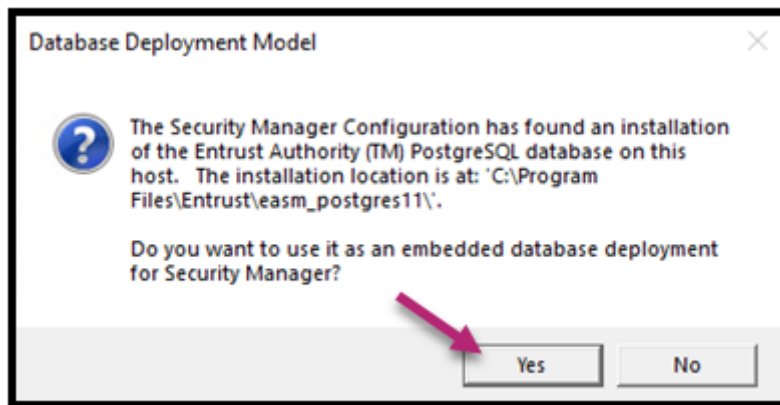 Database Deployment Model
The Security Manager Configuration has found an installation
of the Entrust Authority (TM) PostgreSQL database on this
host.   The installation location is at: 'C:\Program
Files\Entrust\easm_postgres11\'.
Do you want to use it as an embedded database deployment
for Security Manager?
Yes
No